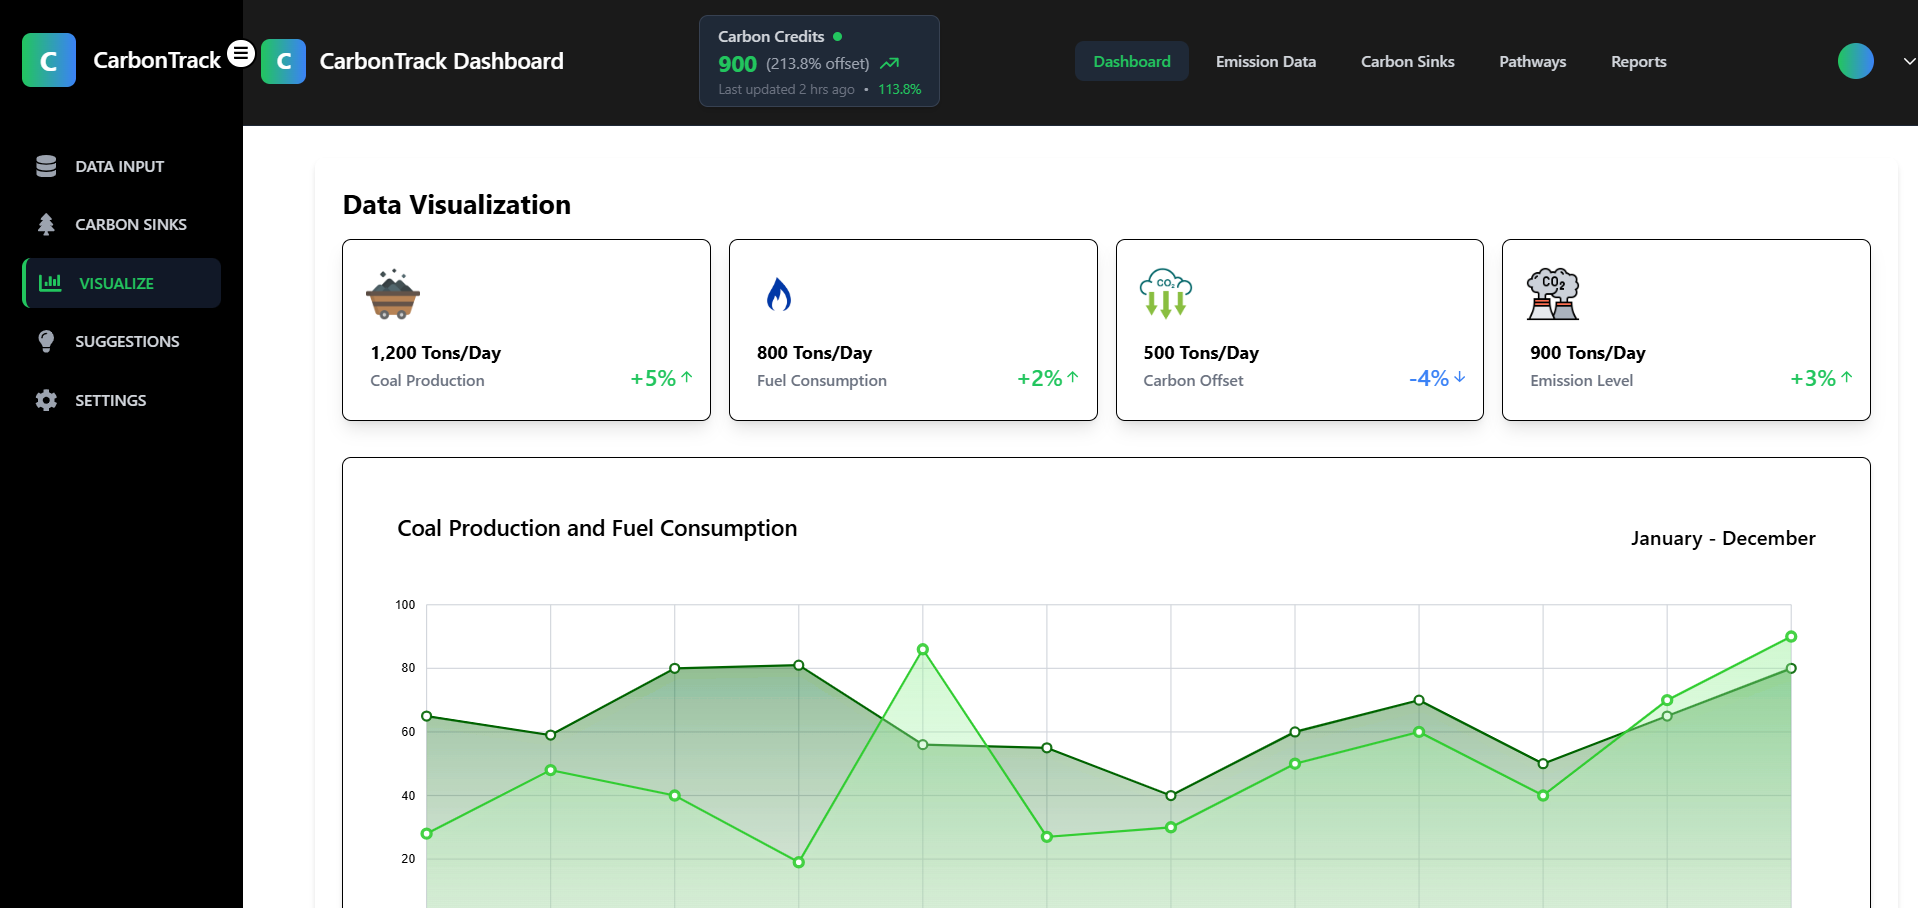 C CarbonTrack
DATA INPUT
CARBON SINKS
VISUALIZE
SUGGESTIONS
SETTINGS
C CarbonTrack Dashboard
Carbon Credits
900 (213.8% offset)
Last updated 2 hrs ago • 113.8%
Dashboard Emission Data Carbon Sinks Pathways Reports
Data Visualization
1,200 Tons/Day
Coal Production +5%
800 Tons/Day
Fuel Consumption +2%
CO₂
500 Tons/Day
Carbon Offset -4%
CO₂
900 Tons/Day
Emission Level +3%
Coal Production and Fuel Consumption
January - December
100
80
60
40
20